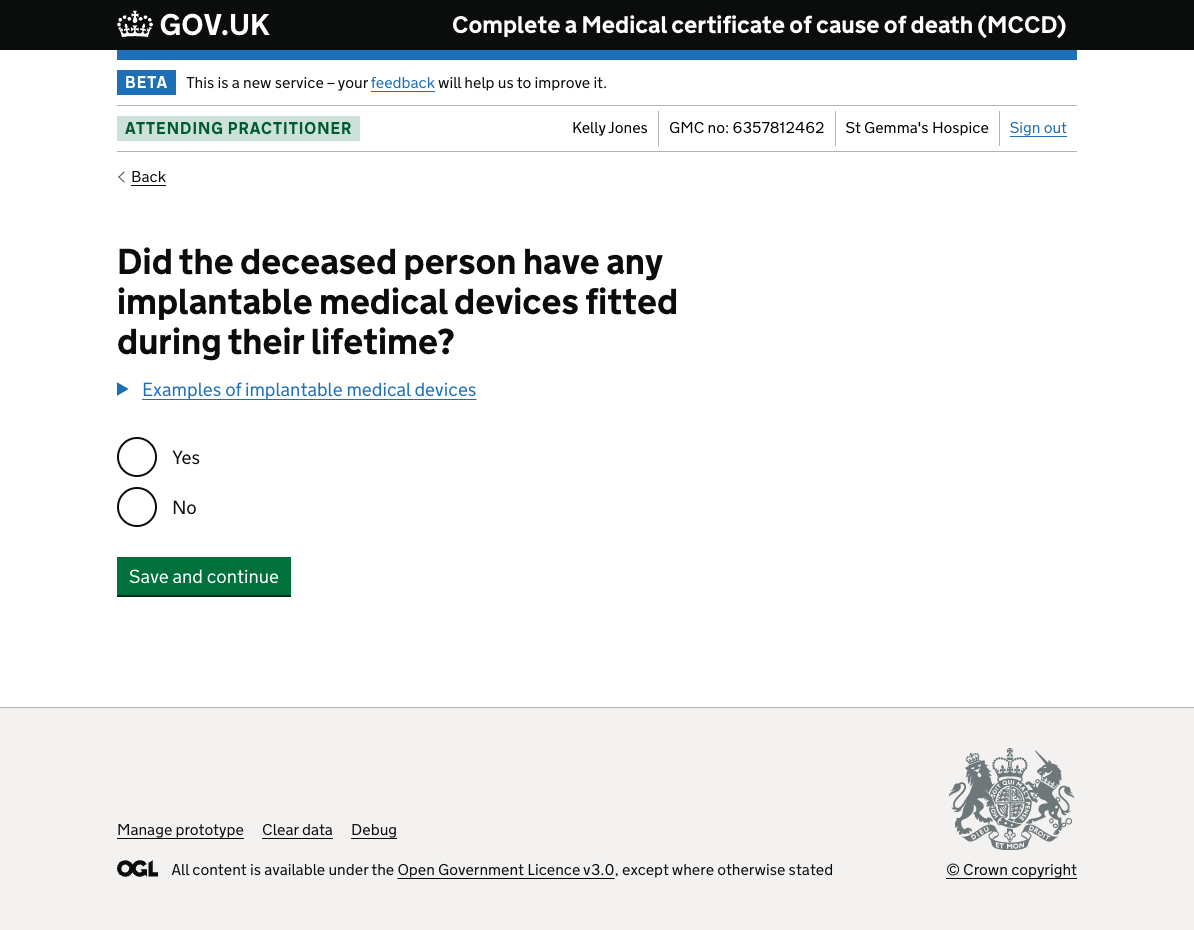 GOV.UK
Complete a Medical certificate of cause of death (MCCD)
BETA This is a new service – your feedback will help us to improve it.
ATTENDING PRACTITIONER
Kelly Jones GMC no: 6357812462 St Gemma's Hospice Sign out
Back
Did the deceased person have any
implantable medical devices fitted
during their lifetime?
Examples of implantable medical devices
Yes
No
Save and continue
DIEU ET MON DROIT
Manage prototype Clear data Debug
OGL All content is available under the Open Government Licence v3.0, except where otherwise stated
© Crown copyright